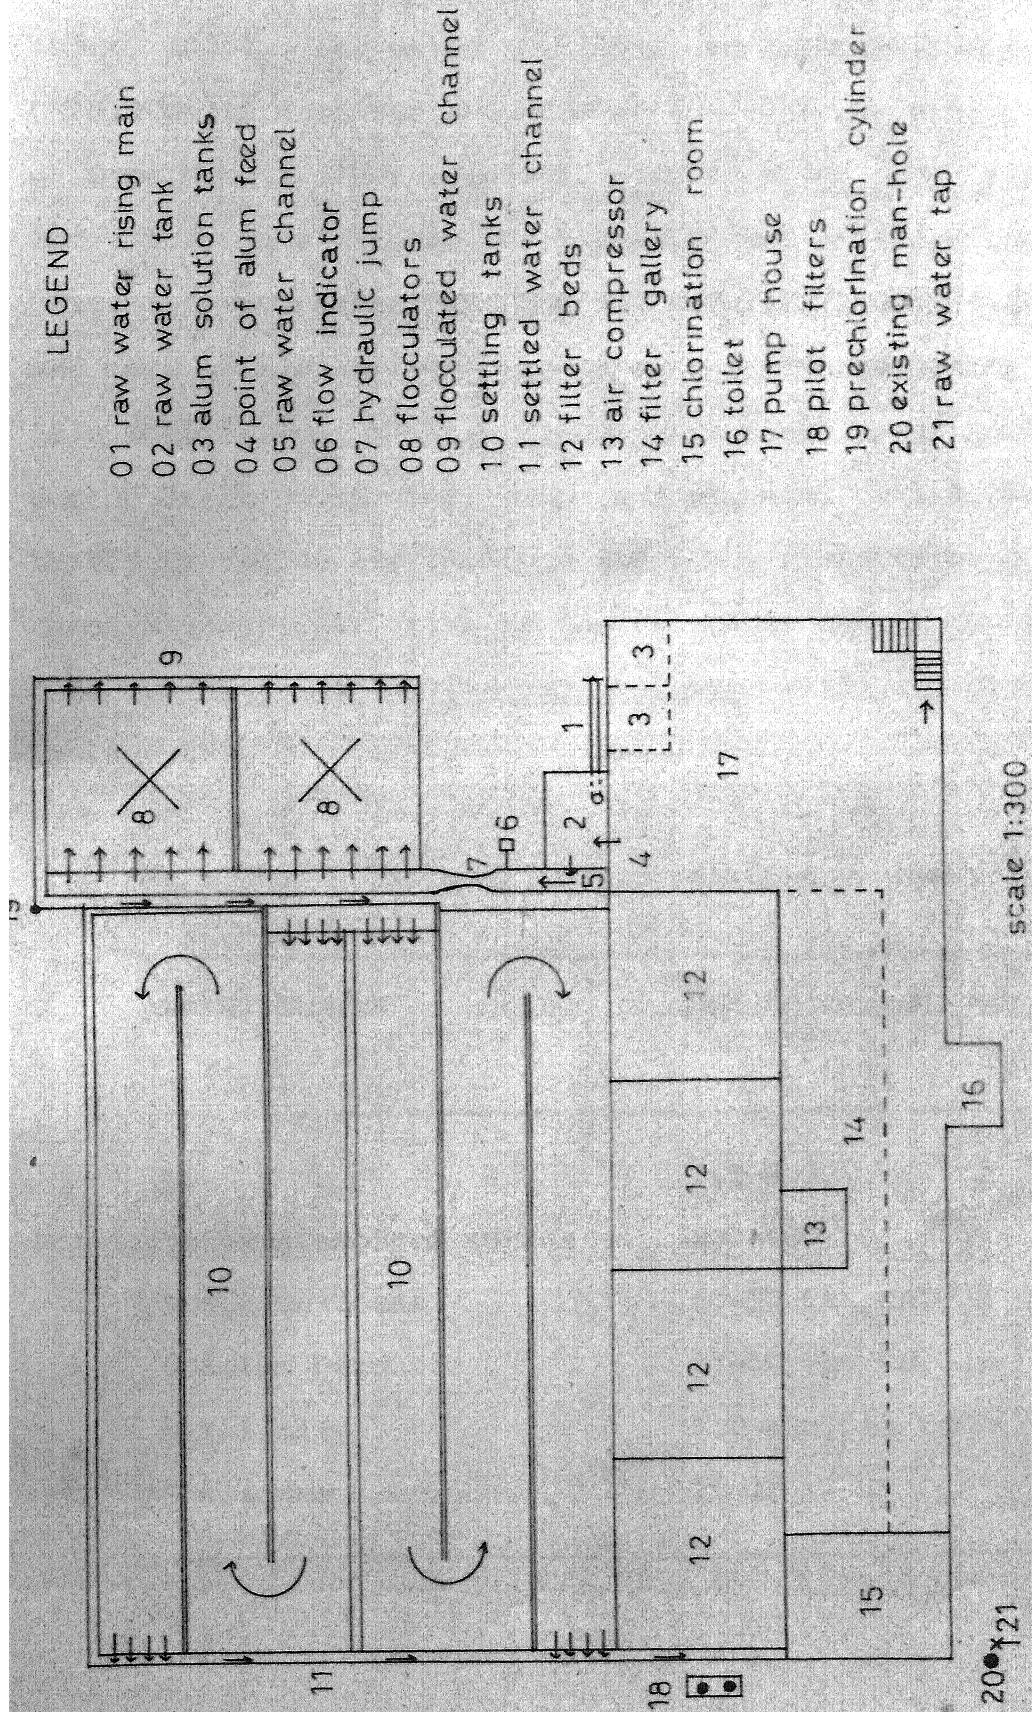 LEGEND
01 raw water rising main
02 raw water tank
03 alum solution tanks
04 point of alum feed
05 raw water channel
06 flow indicator
07 hydraulic jump
08 flocculators
09 flocculated water channel
10 settling tanks
11 settled water channel
12 filter beds
13 air compressor
14 filter gallery
15 chlorination room
16 toilet
17 pump house
18 pilot filters
19 prechlorination cylinder
20 existing man-hole
21 raw water tap
19
9
8
8
10
10
7
6
5
2
1
3
3
4
17
11
12
12
12
12
13
14
15
16
18
20
21
scale 1:300